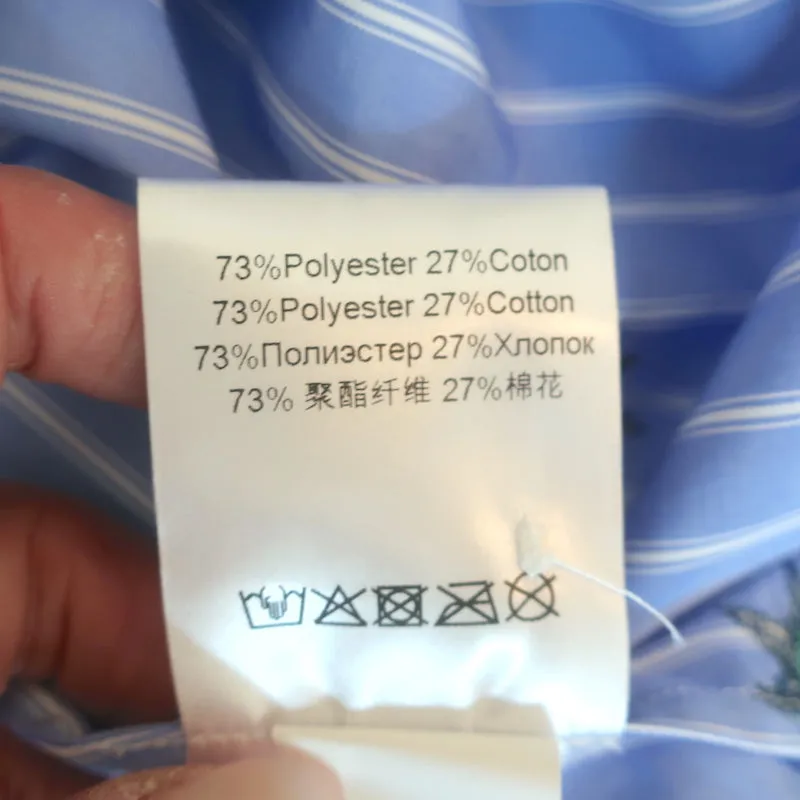 73%Polyester 27%Coton
73%Polyester 27%Cotton
73%Полиэстер 27%Хлопок
73% 聚酯纤维 27%棉花